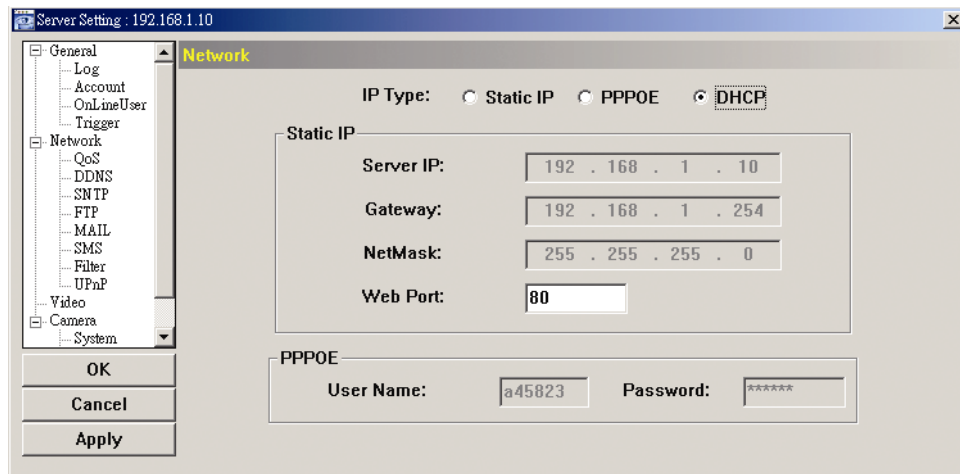 Server Setting : 192.168.1.10
General
Log
Account
OnLineUser
Trigger
Network
QoS
DDNS
SNTP
FTP
MAIL
SMS
Filter
UPnP
Video
Camera
System
OK
Cancel
Apply
Network
IP Type: Static IP PPPOE DHCP
Static IP
Server IP: 192 . 168 . 1 . 10
Gateway: 192 . 168 . 1 . 254
NetMask: 255 . 255 . 255 . 0
Web Port: 80
PPPOE
User Name: a45823 Password: ******